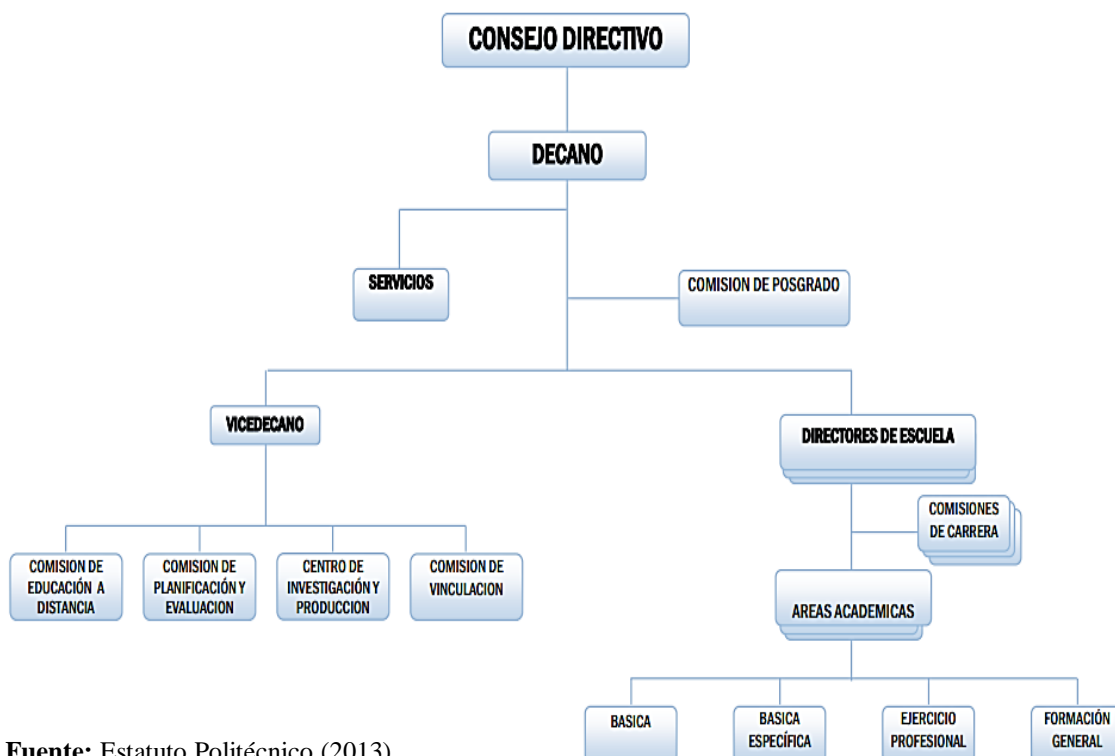 CONSEJO DIRECTIVO
DECANO
SERVICIOS
COMISION DE POSGRADO
VICEDECANO
DIRECTORES DE ESCUELA
COMISIONES
DE CARRERA
COMISION DE
EDUCACIÓN A
DISTANCIA
COMISION DE
PLANIFICACIÓN Y
EVALUACION
CENTRO DE
INVESTIGACIÓN Y
PRODUCCION
COMISION DE
VINCULACION
AREAS ACADEMICAS
BASICA
BASICA
ESPECÍFICA
EJERCICIO
PROFESIONAL
FORMACIÓN
GENERAL
Fuente: Estatuto Politécnico (2013)